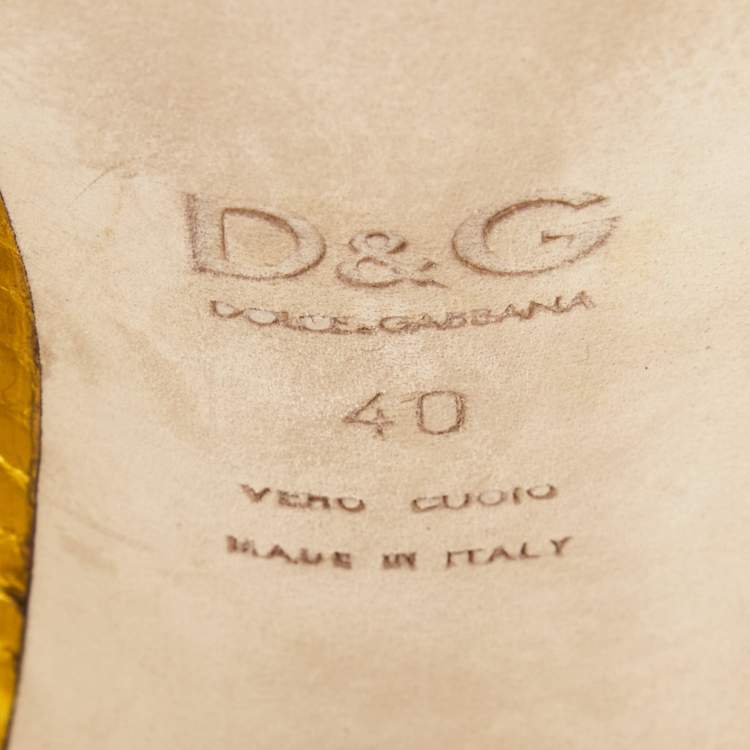 D&G
DOLCE & GABBANA
40
VERO CUOIO
MADE IN ITALY